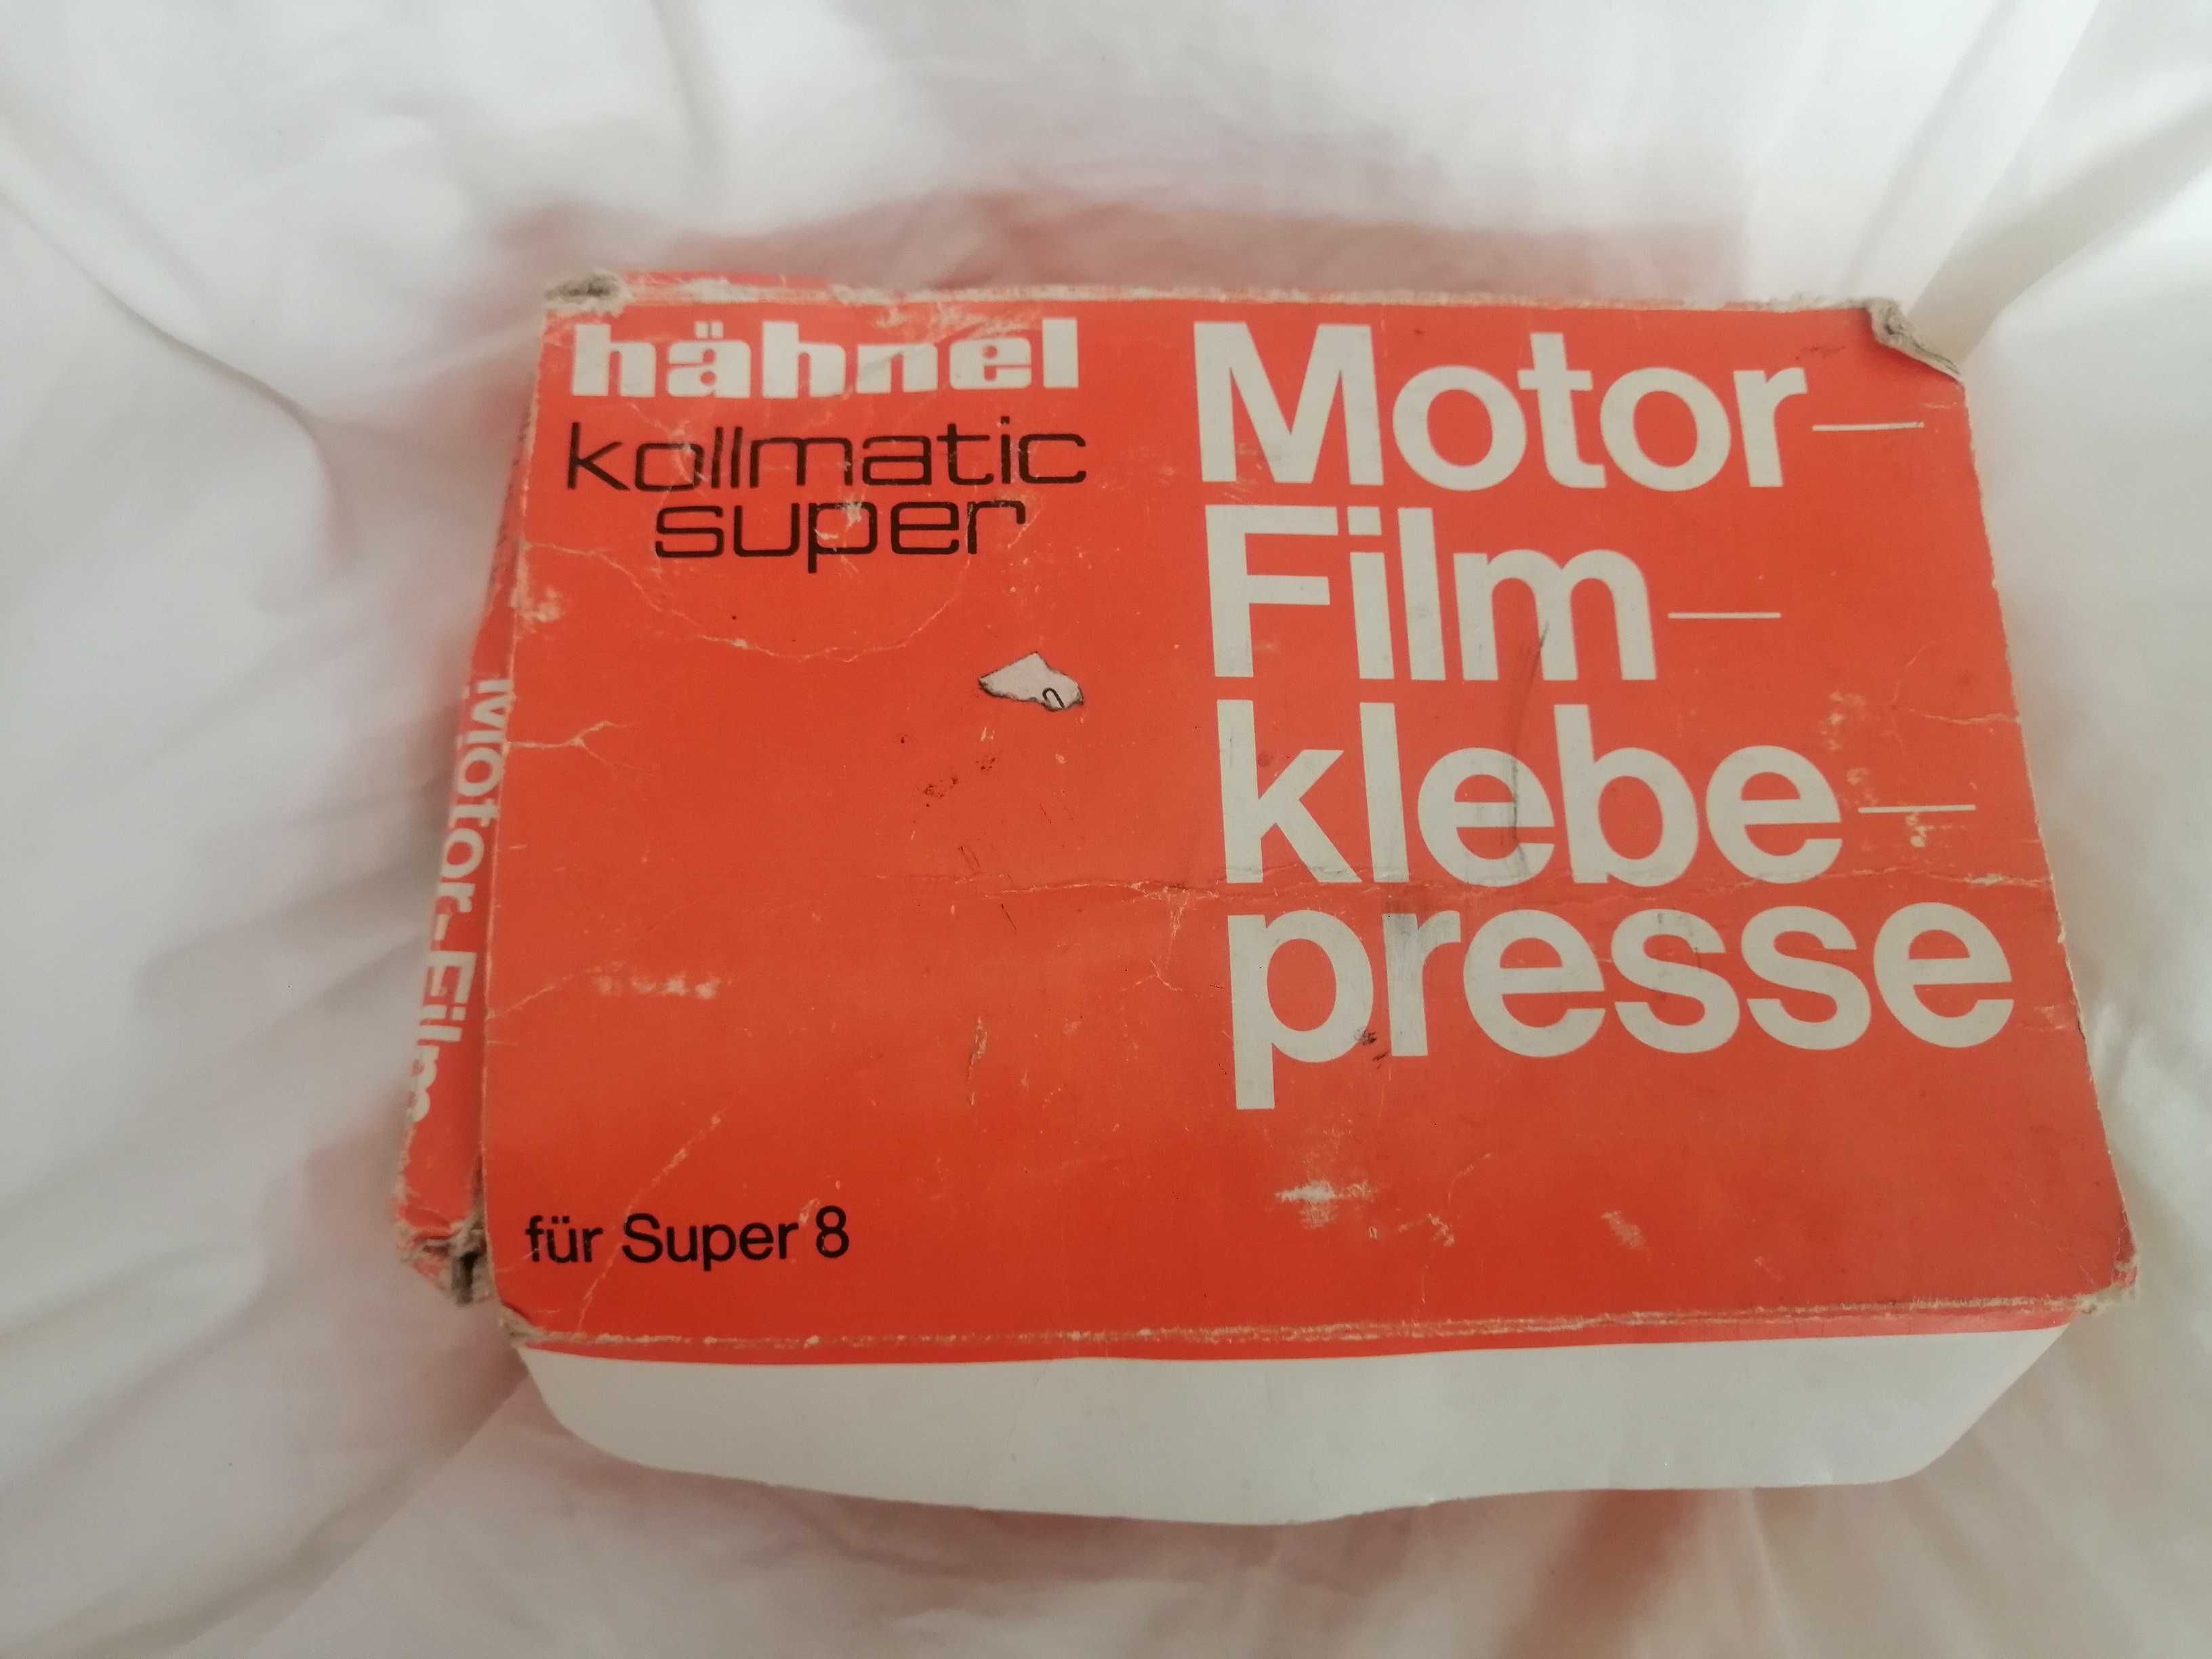 hähnel
kollmatic
super
Motor-
Film-
klebe-
presse
für Super 8
Motor-Film